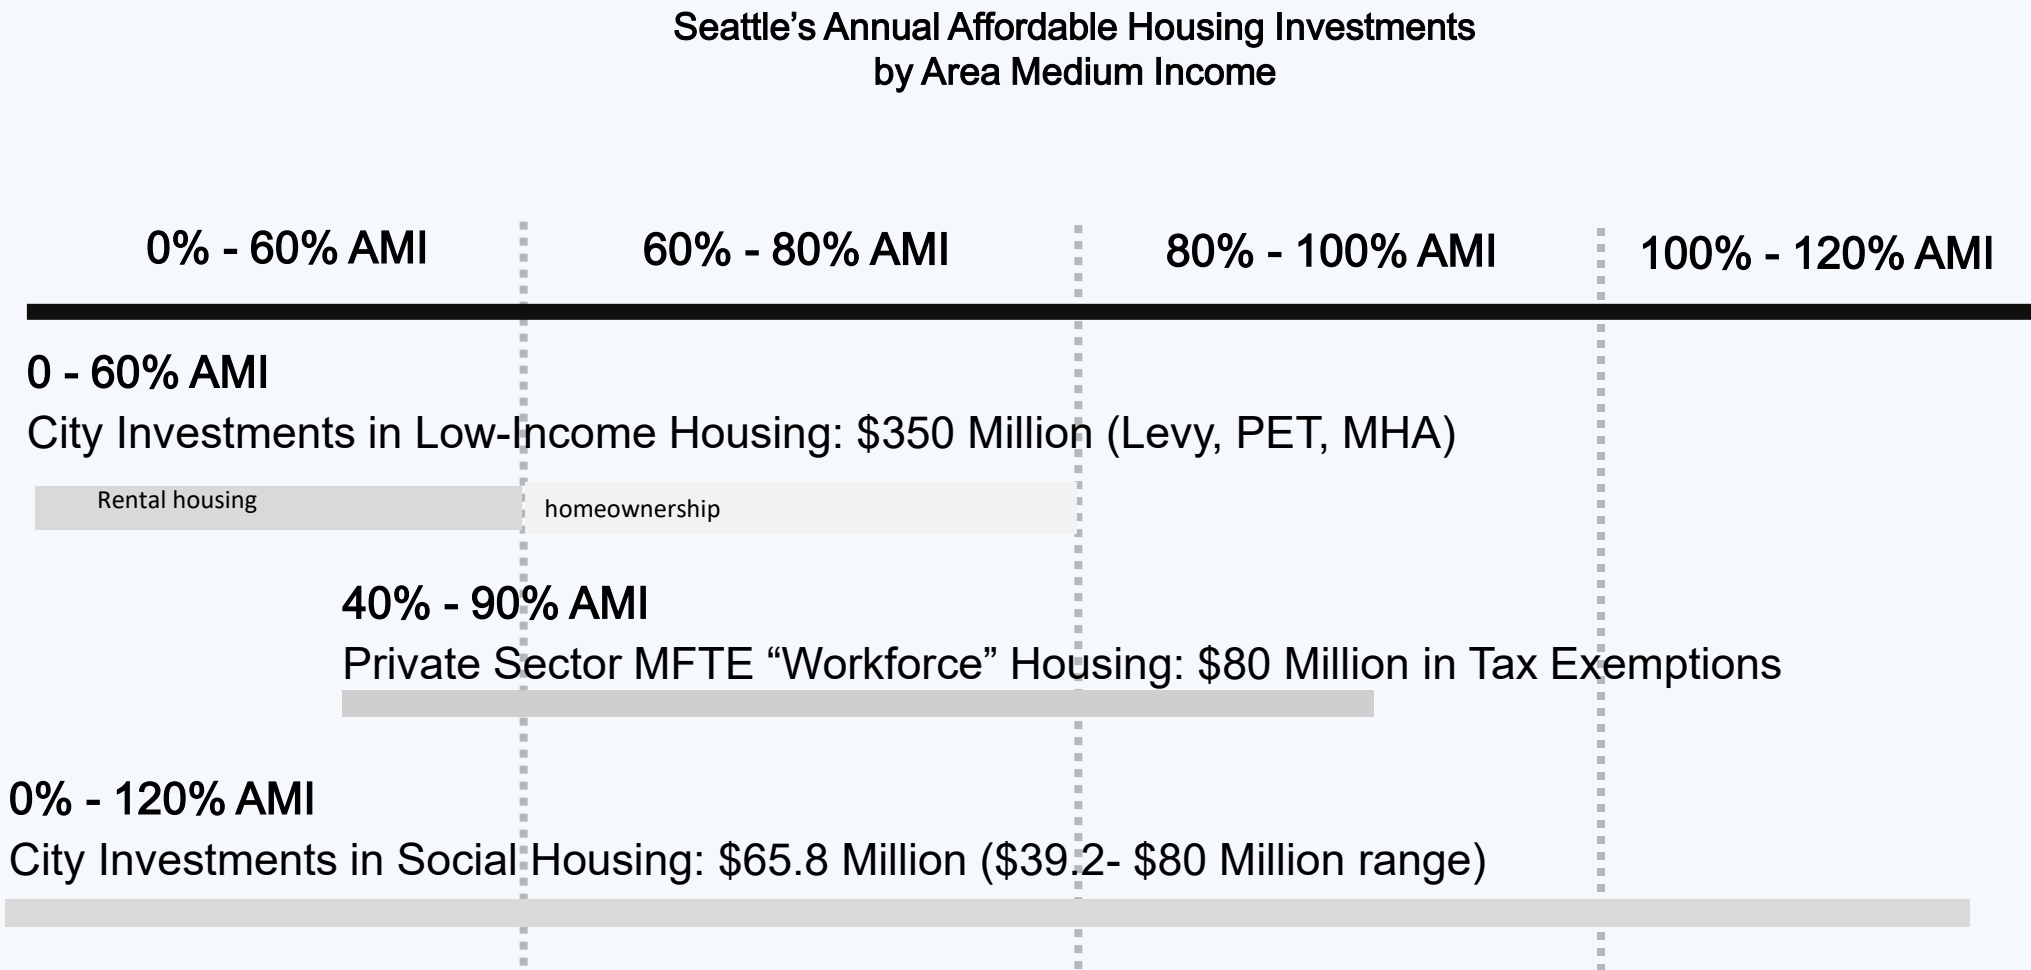 Seattle's Annual Affordable Housing Investments
by Area Medium Income
0% - 60% AMI
60% - 80% AMI
80% - 100% AMI
100% - 120% AMI
0 - 60% AMI
City Investments in Low-Income Housing: $350 Million (Levy, PET, MHA)
Rental housing
homeownership
40% - 90% AMI
Private Sector MFTE “Workforce” Housing: $80 Million in Tax Exemptions
0% - 120% AMI
City Investments in Social Housing: $65.8 Million ($39.2- $80 Million range)